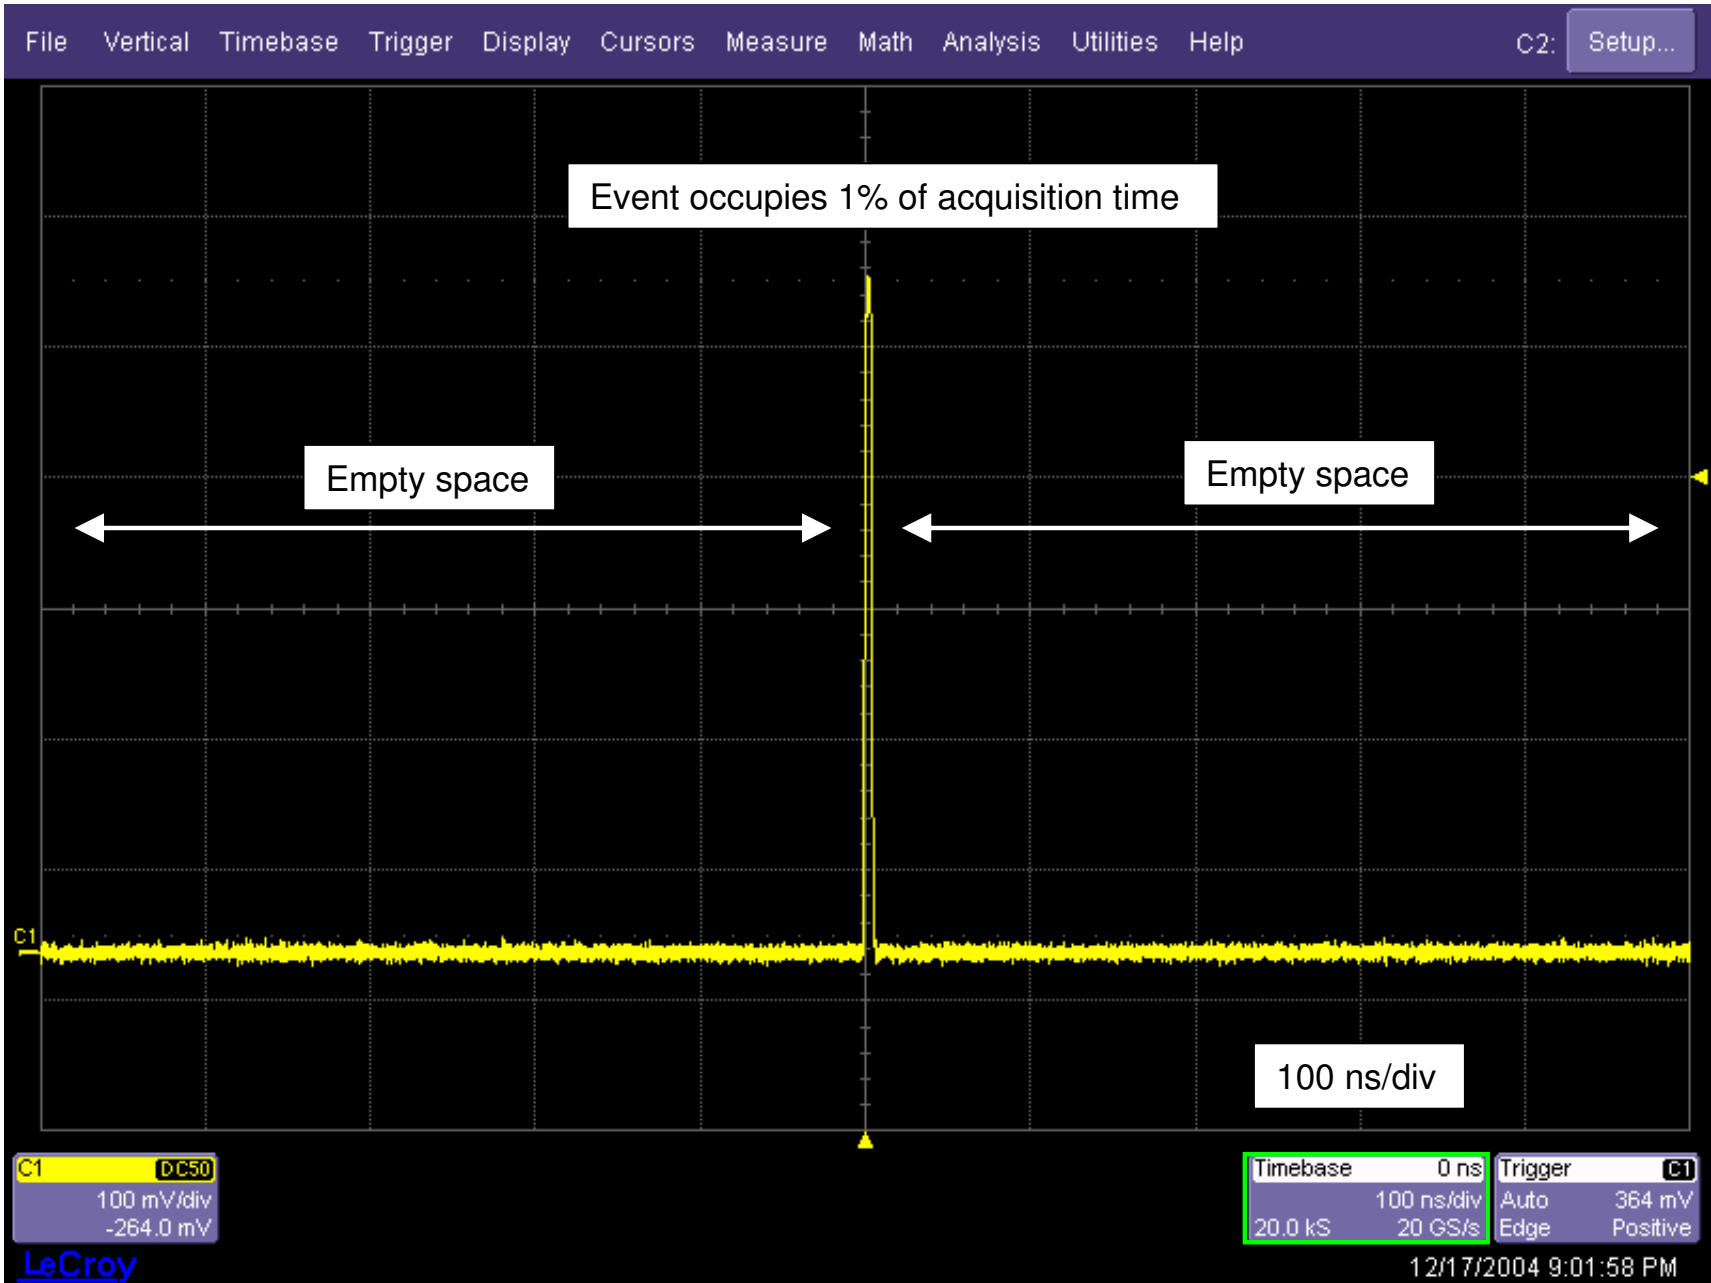 File Vertical Timebase Trigger Display Cursors Measure Math Analysis Utilities Help C2: Setup...
Event occupies 1% of acquisition time
Empty space
Empty space
C1
100 ns/div
C1 DC50
100 mV/div
-264.0 mV
Timebase 0 ns
100 ns/div
20.0 kS 20 GS/s
Trigger C1
Auto 364 mV
Edge Positive
LeCroy
12/17/2004 9:01:58 PM